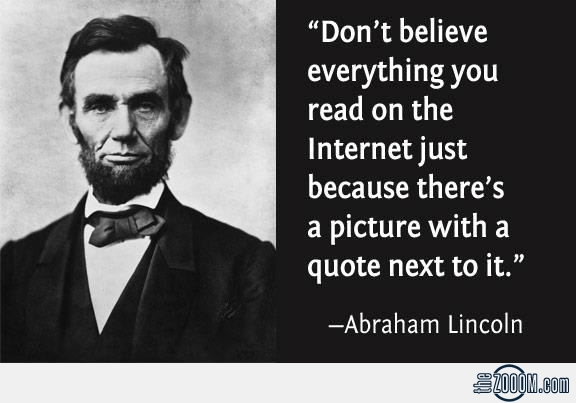 “Don’t believe
everything you
read on the
Internet just
because there’s
a picture with a
quote next to it.”
—Abraham Lincoln
theZOOOM.com